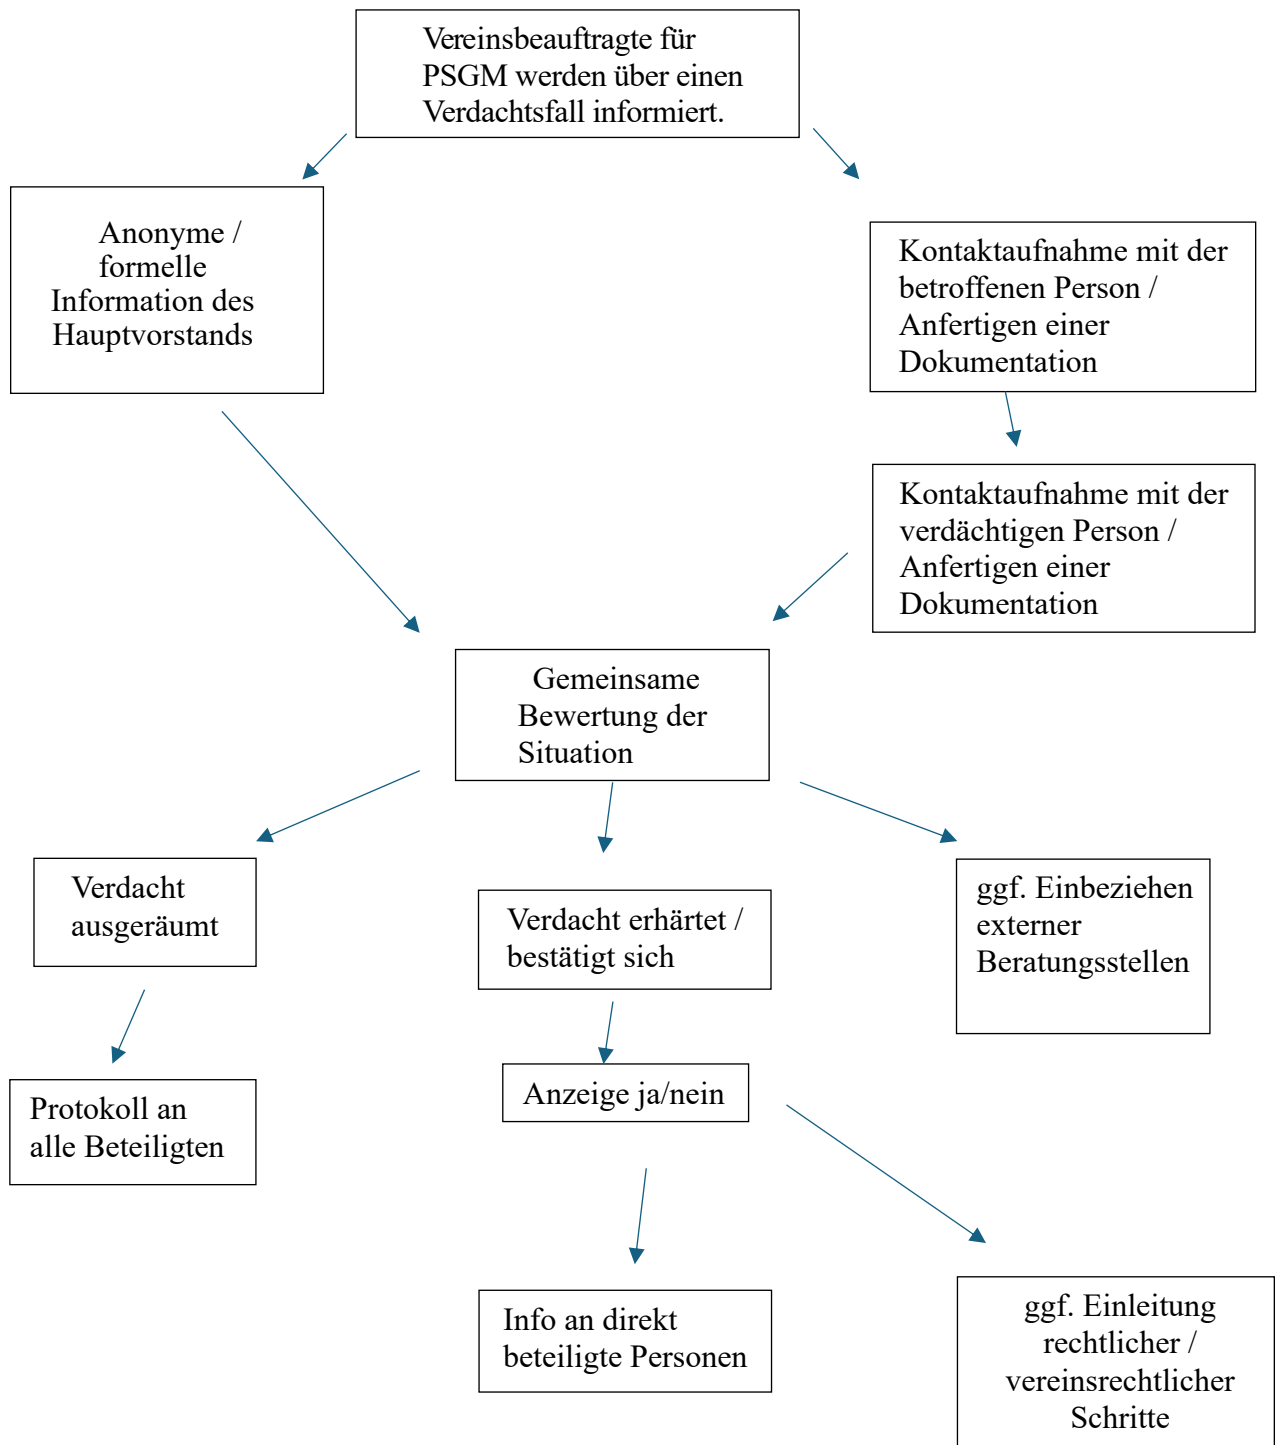 Vereinsbeauftragte für
PSGM werden über einen
Verdachtsfall informiert.
Anonyme /
formelle
Information des
Hauptvorstands
Kontaktaufnahme mit der
betroffenen Person /
Anfertigen einer
Dokumentation
Kontaktaufnahme mit der
verdächtigen Person /
Anfertigen einer
Dokumentation
Gemeinsame
Bewertung der
Situation
Verdacht
ausgeräumt
Verdacht erhärtet /
bestätigt sich
ggf. Einbeziehen
externer
Beratungsstellen
Protokoll an
alle Beteiligten
Anzeige ja/nein
Info an direkt
beteiligte Personen
ggf. Einleitung
rechtlicher /
vereinsrechtlicher
Schritte